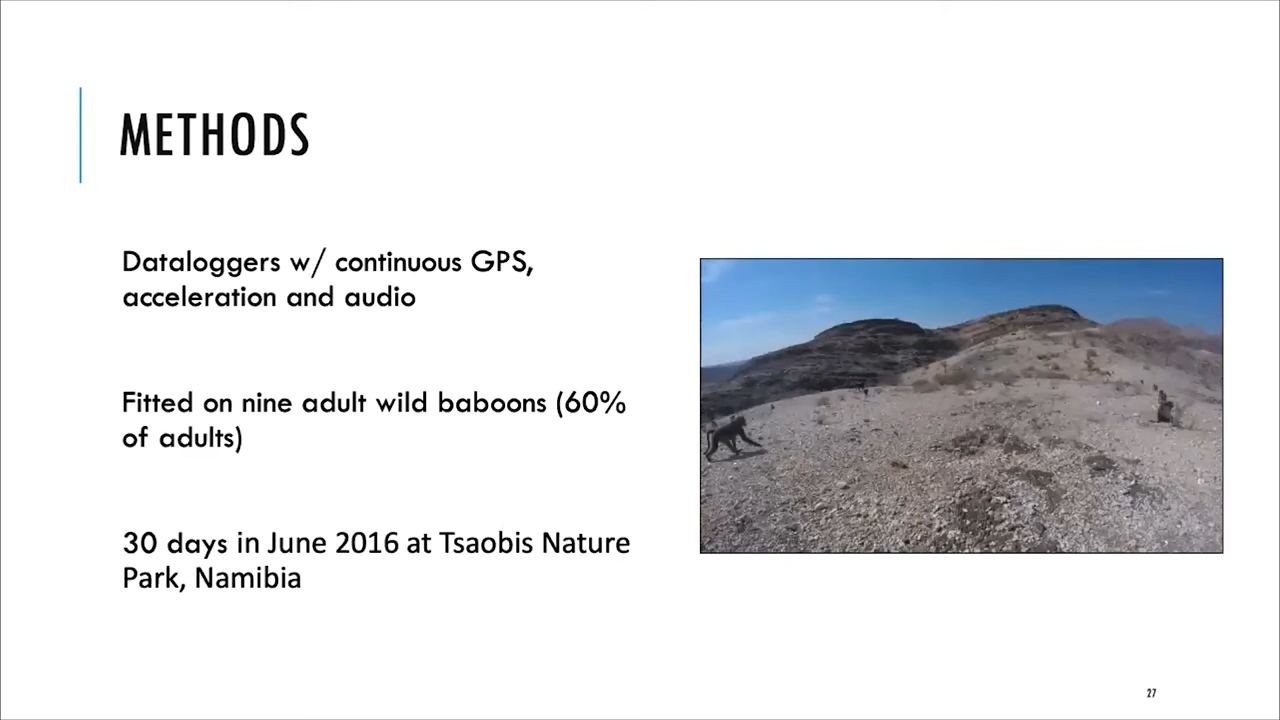 METHODS
Dataloggers w/ continuous GPS,
acceleration and audio
Fitted on nine adult wild baboons (60%
of adults)
30 days in June 2016 at Tsaobis Nature
Park, Namibia
27